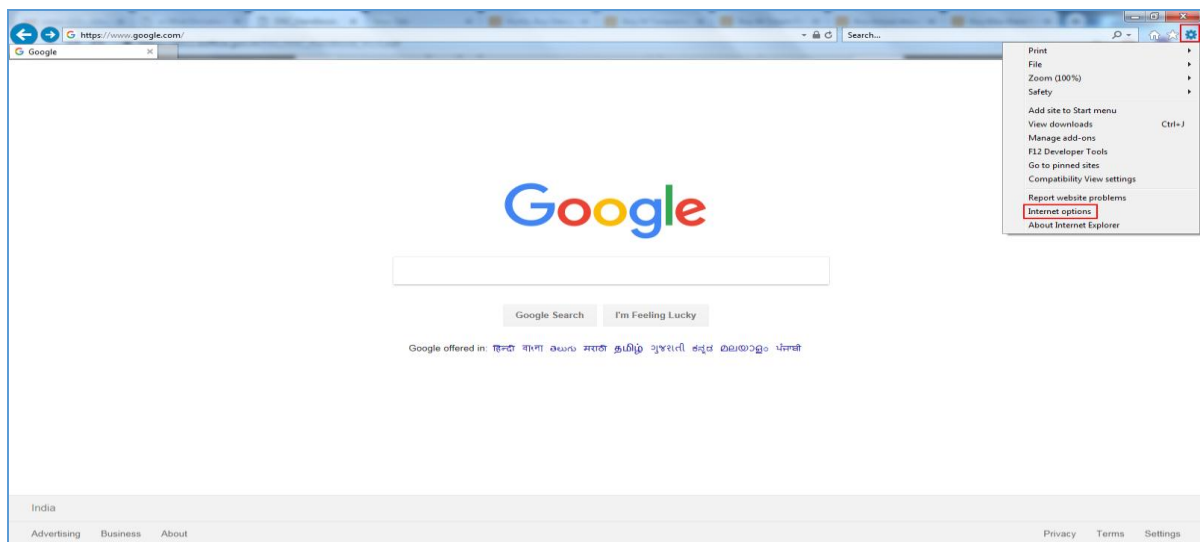 https://www.google.com/
Search...
Google
Print
File
Zoom (100%)
Safety
Add site to Start menu
View downloads Ctrl+J
Manage add-ons
F12 Developer Tools
Go to pinned sites
Compatibility View settings
Report website problems
Internet options
About Internet Explorer
Google
Google Search I'm Feeling Lucky
Google offered in: हिन्दी বাংলা తెలుగు मराठी தமிழ் ગુજરાતી ಕನ್ನಡ മലയാളം ਪੰਜਾਬੀ
India
Advertising Business About
Privacy Terms Settings